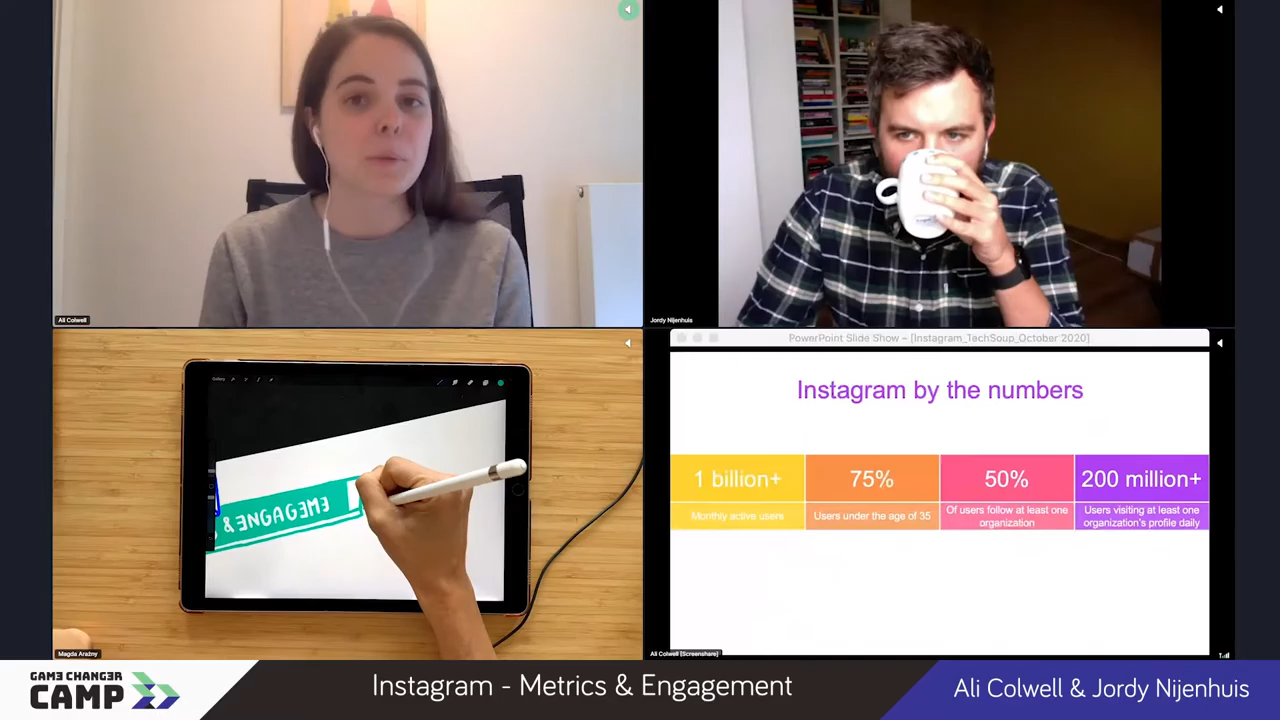 Ali Colwell
Jordy Nijenhuis
Gallery
& ENGAGEME
Magda Arażny
PowerPoint Slide Show – [Instagram_TechSoup_October 2020]
Instagram by the numbers
1 billion+
75%
50%
200 million+
Monthly active users
Users under the age of 35
Of users follow at least one
organization
Users visiting at least one
organization's profile daily
Ali Colwell [Screenshare]
GAME CHANGER
CAMP
Instagram - Metrics & Engagement
Ali Colwell & Jordy Nijenhuis